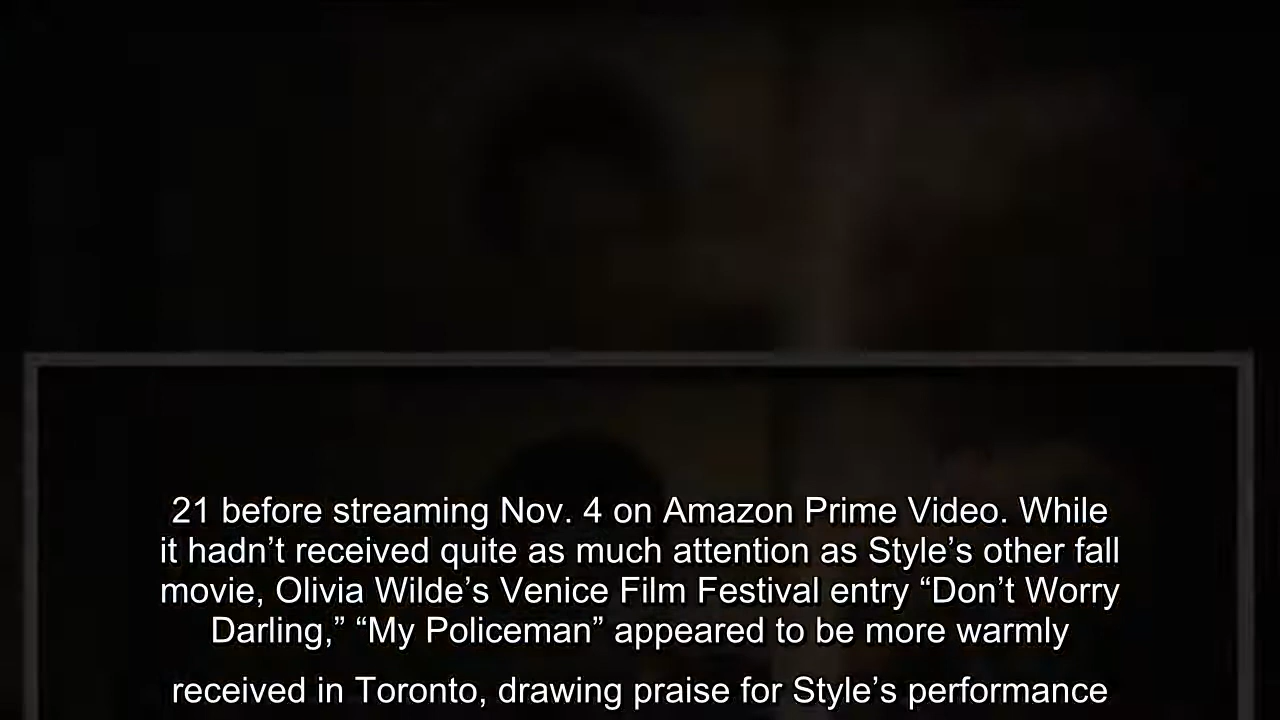 21 before streaming Nov. 4 on Amazon Prime Video. While
it hadn’t received quite as much attention as Style’s other fall
movie, Olivia Wilde’s Venice Film Festival entry “Don’t Worry
Darling,” “My Policeman” appeared to be more warmly
received in Toronto, drawing praise for Style’s performance